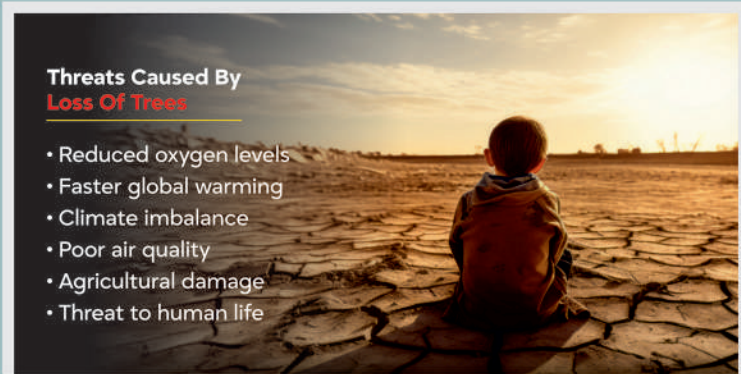 Threats Caused By
Loss Of Trees
• Reduced oxygen levels
• Faster global warming
• Climate imbalance
• Poor air quality
• Agricultural damage
• Threat to human life